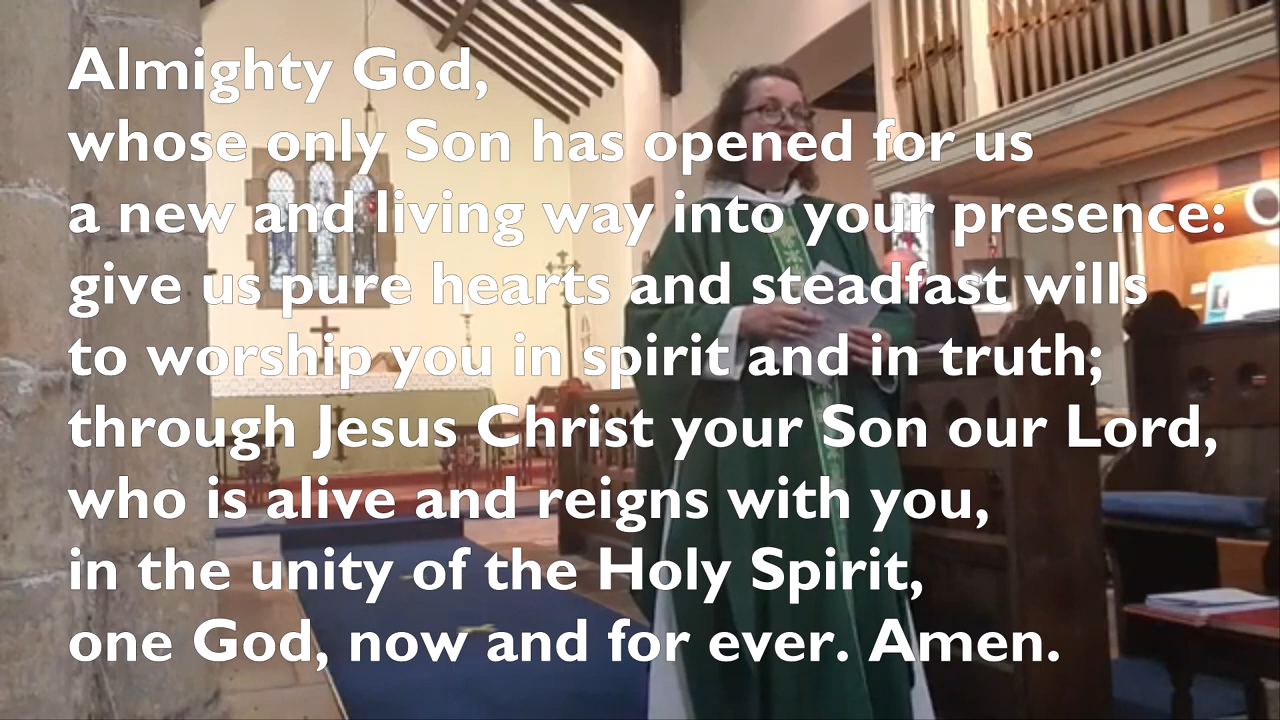 Almighty God,
whose only Son has opened for us
a new and living way into your presence:
give us pure hearts and steadfast wills
to worship you in spirit and in truth;
through Jesus Christ your Son our Lord,
who is alive and reigns with you,
in the unity of the Holy Spirit,
one God, now and for ever. Amen.